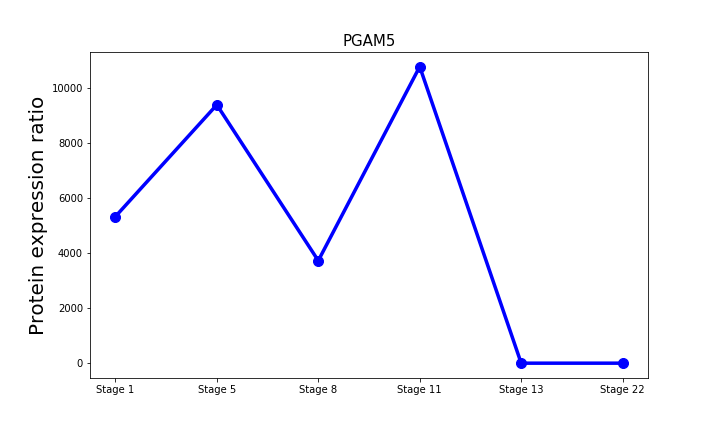 PGAM5
Protein expression ratio
10000
8000
6000
4000
2000
0
Stage 1
Stage 5
Stage 8
Stage 11
Stage 13
Stage 22